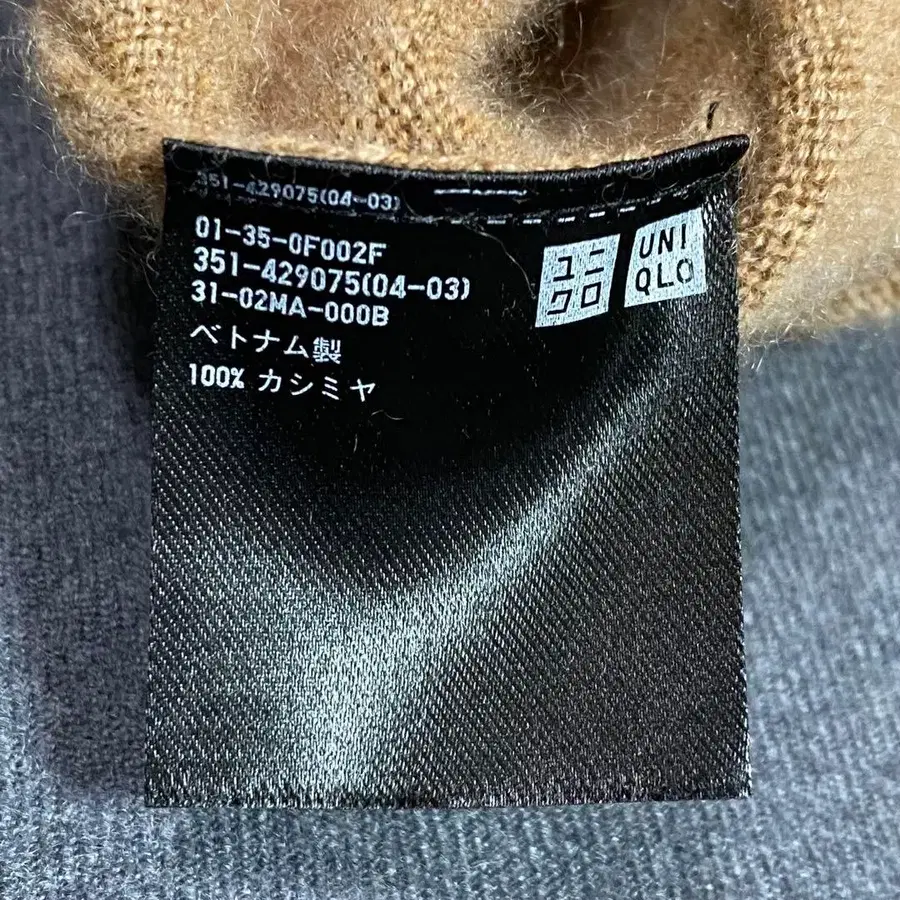 351-429075(04-03)
01-35-0F002F
351-429075(04-03)
31-02MA-000B
ベトナム製
100% カシミヤ
ユニ
クロ
UNI
QLO